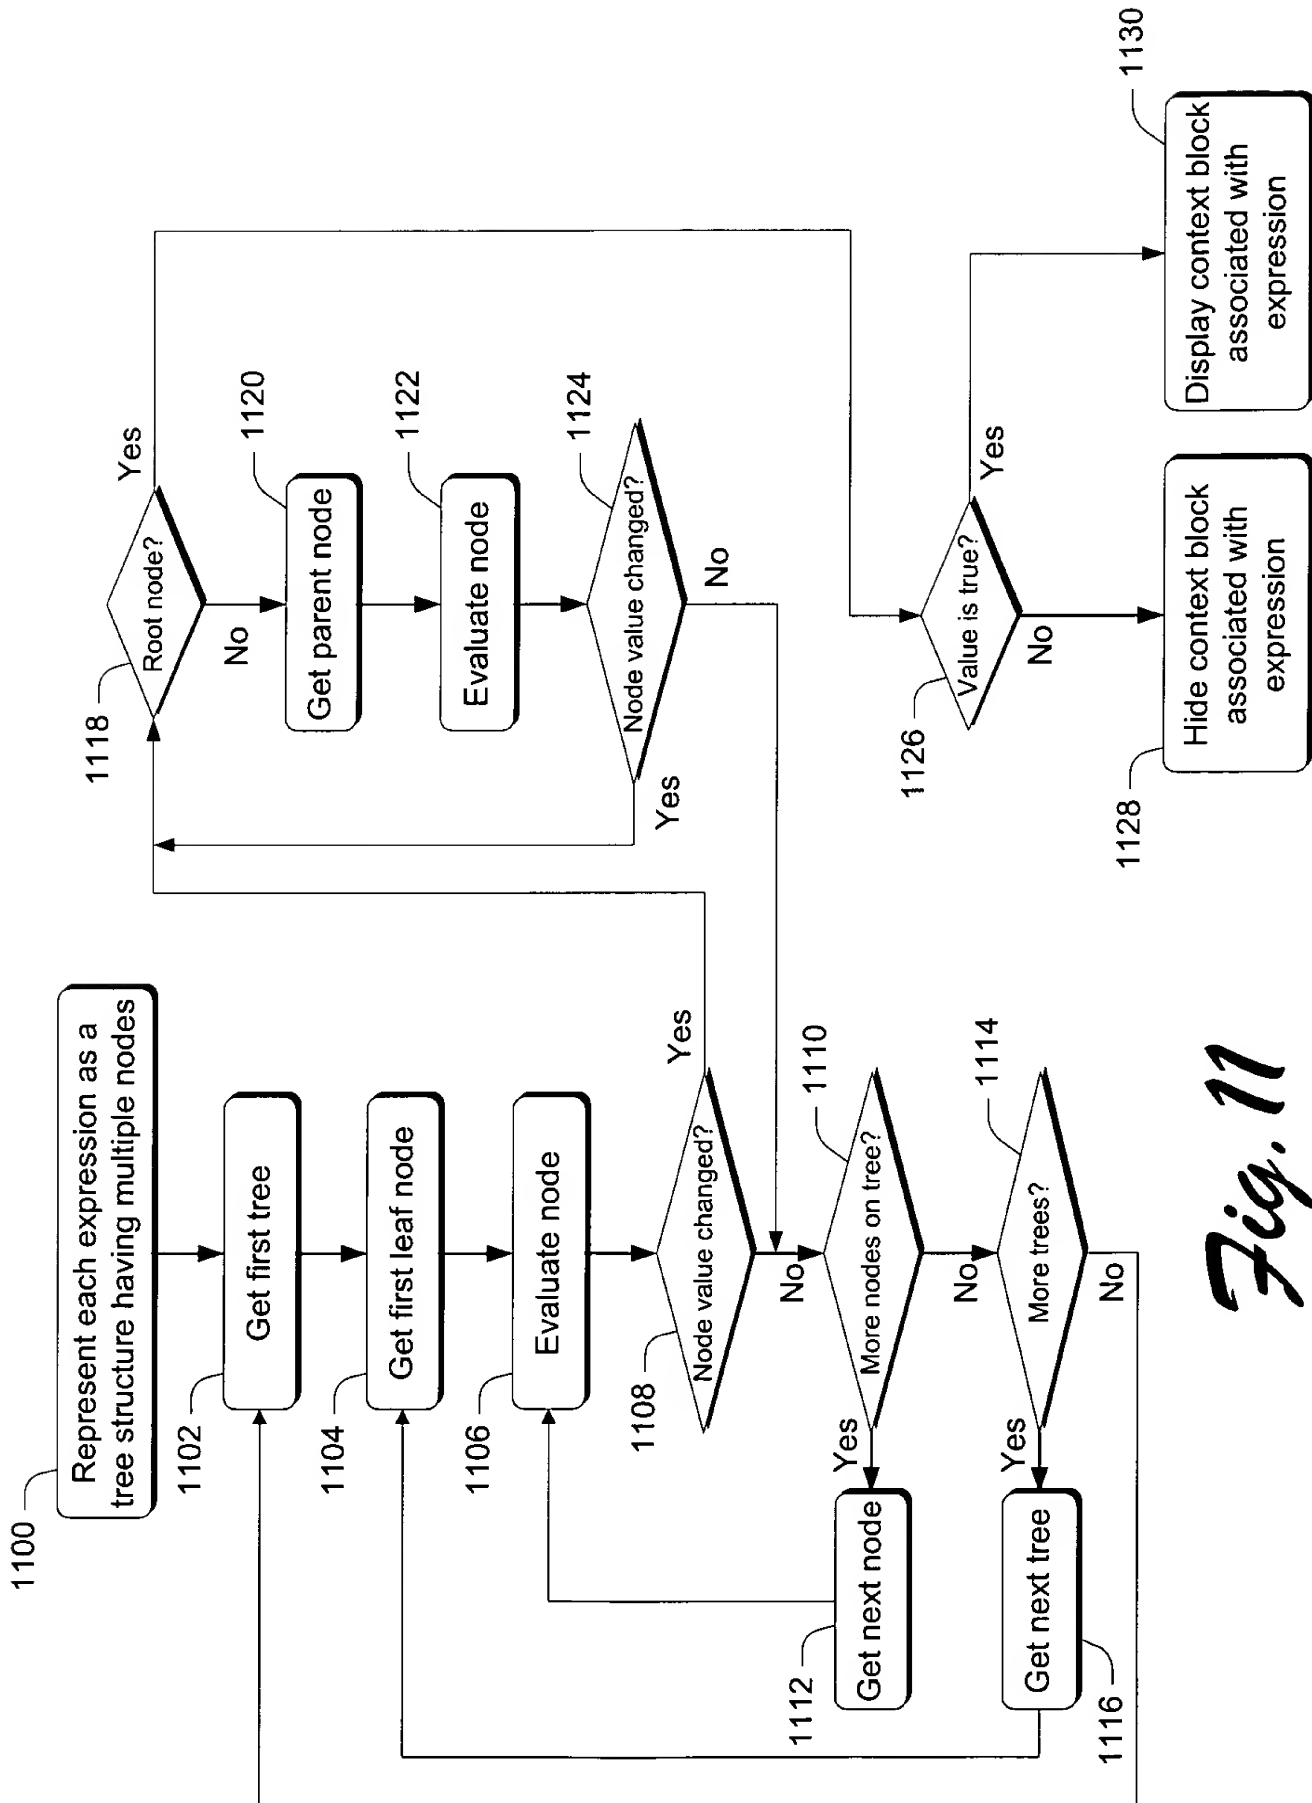 1100
Represent each expression as a
tree structure having multiple nodes
1102
Get first tree
1104
Get first leaf node
1106
Evaluate node
1108
Node value changed?
Yes
No
1110
More nodes on tree?
Yes
No
1112
Get next node
1114
More trees?
Yes
No
1116
Get next tree
1118
Root node?
Yes
No
1120
Get parent node
1122
Evaluate node
1124
Node value changed?
Yes
No
1126
Value is true?
Yes
No
1128
Hide context block
associated with
expression
1130
Display context block
associated with
expression
Fig. 11